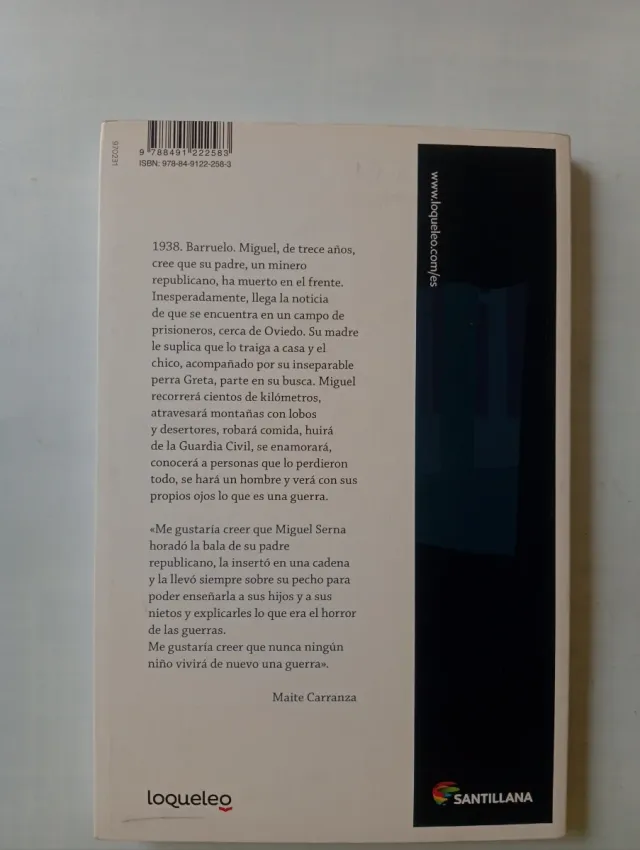 970231
9 788491 222583
ISBN: 978-84-9122-258-3
www.loqueleo.com/es
1938. Barruelo. Miguel, de trece años,
cree que su padre, un minero
republicano, ha muerto en el frente.
Inesperadamente, llega la noticia
de que se encuentra en un campo de
prisioneros, cerca de Oviedo. Su madre
le suplica que lo traiga a casa y el
chico, acompañado por su inseparable
perra Greta, parte en su busca. Miguel
recorrerá cientos de kilómetros,
atravesará montañas con lobos
y desertores, robará comida, huirá
de la Guardia Civil, se enamorará,
conocerá a personas que lo perdieron
todo, se hará un hombre y verá con sus
propios ojos lo que es una guerra.
«Me gustaría creer que Miguel Serna
horadó la bala de su padre
republicano, la insertó en una cadena
y la llevó siempre sobre su pecho para
poder enseñarla a sus hijos y a sus
nietos y explicarles lo que era el horror
de las guerras.
Me gustaría creer que nunca ningún
niño vivirá de nuevo una guerra».
Maite Carranza
loqueleo
SANTILLANA